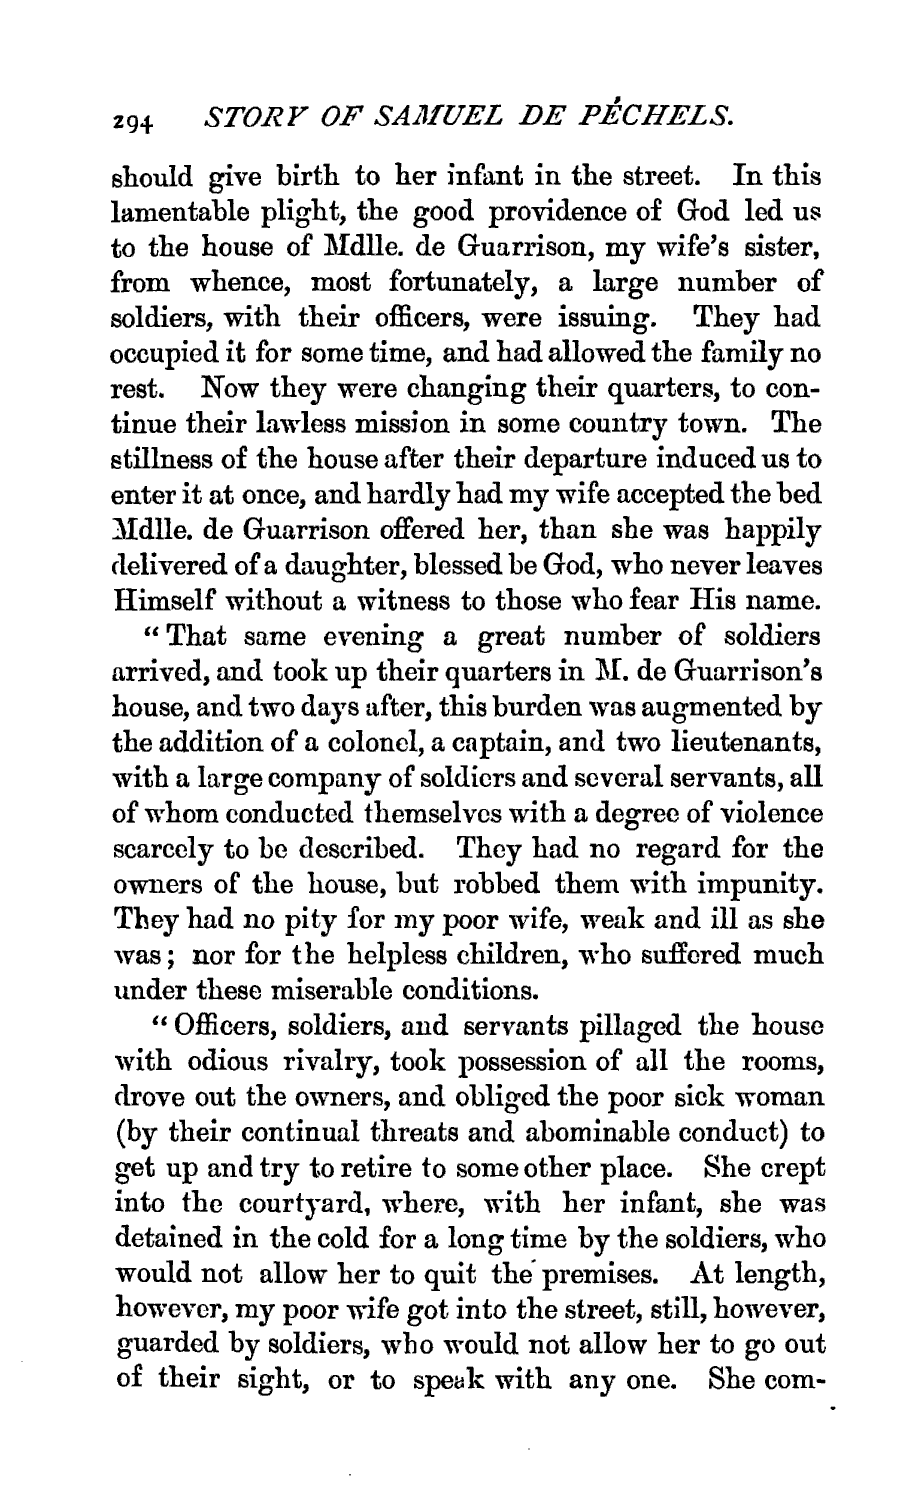 294 STORY OF SAMUEL DE PÉCHELS.
should give birth to her infant in the street. In this
lamentable plight, the good providence of God led us
to the house of Mdlle. de Guarrison, my wife's sister,
from whence, most fortunately, a large number of
soldiers, with their officers, were issuing. They had
occupied it for some time, and had allowed the family no
rest. Now they were changing their quarters, to con-
tinue their lawless mission in some country town. The
stillness of the house after their departure induced us to
enter it at once, and hardly had my wife accepted the bed
Mdlle. de Guarrison offered her, than she was happily
delivered of a daughter, blessed be God, who never leaves
Himself without a witness to those who fear His name.
“ That same evening a great number of soldiers
arrived, and took up their quarters in M. de Guarrison's
house, and two days after, this burden was augmented by
the addition of a colonel, a captain, and two lieutenants,
with a large company of soldiers and several servants, all
of whom conducted themselves with a degree of violence
scarcely to be described. They had no regard for the
owners of the house, but robbed them with impunity.
They had no pity for my poor wife, weak and ill as she
was ; nor for the helpless children, who suffered much
under these miserable conditions.
“ Officers, soldiers, and servants pillaged the house
with odious rivalry, took possession of all the rooms,
drove out the owners, and obliged the poor sick woman
(by their continual threats and abominable conduct) to
get up and try to retire to some other place. She crept
into the courtyard, where, with her infant, she was
detained in the cold for a long time by the soldiers, who
would not allow her to quit the premises. At length,
however, my poor wife got into the street, still, however,
guarded by soldiers, who would not allow her to go out
of their sight, or to speak with any one. She com-